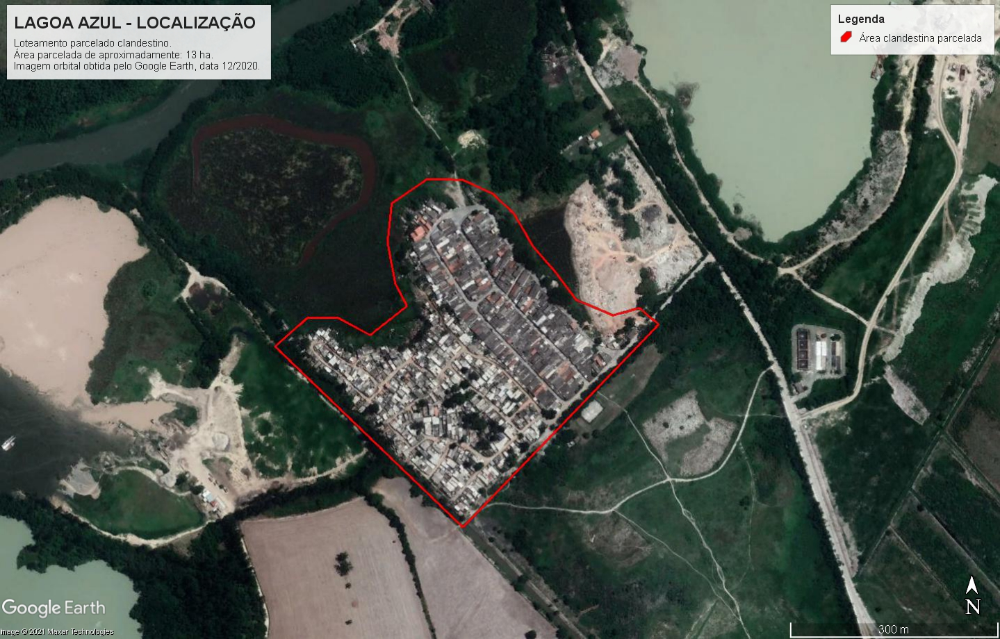 LAGOA AZUL - LOCALIZAÇÃO
Loteamento parcelado clandestino.
Área parcelada de aproximadamente: 13 ha.
Imagem orbital obtida pelo Google Earth, data 12/2020.
Legenda
Área clandestina parcelada
Google Earth
Image © 2021 Maxar Technologies
N
300 m